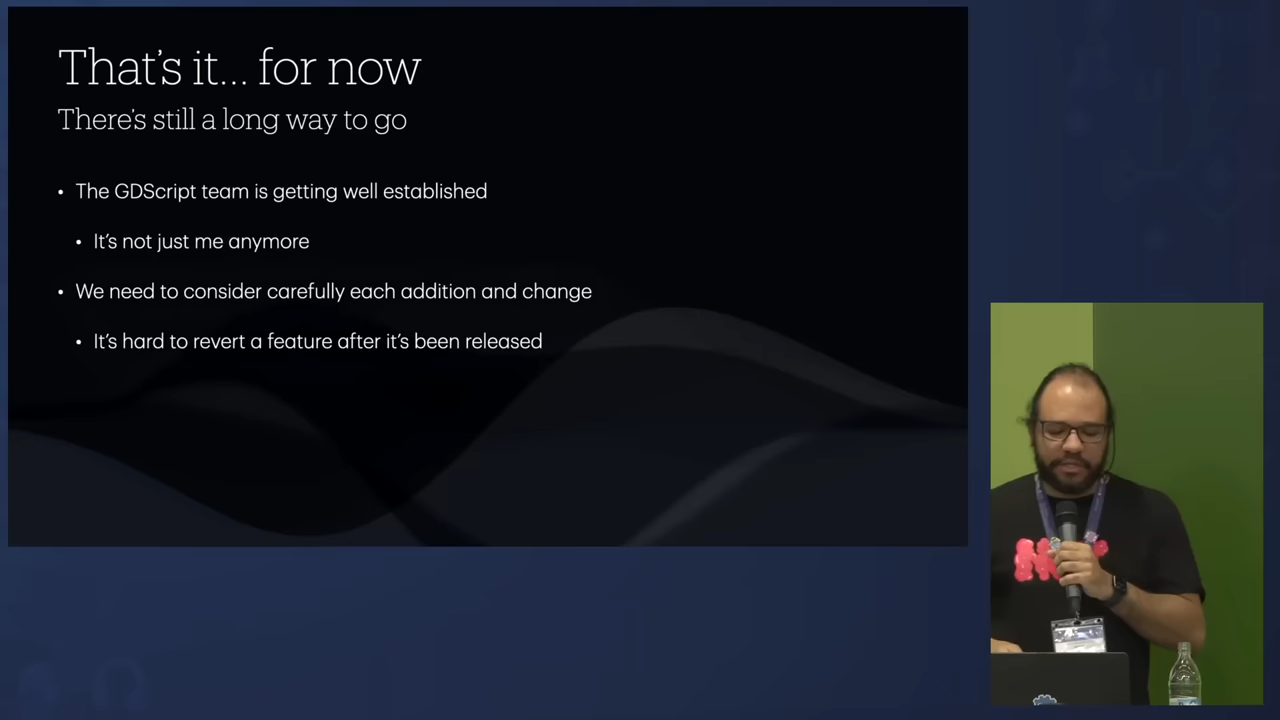 That's it... for now
There's still a long way to go
• The GDScript team is getting well established
• It's not just me anymore
• We need to consider carefully each addition and change
• It's hard to revert a feature after it's been released